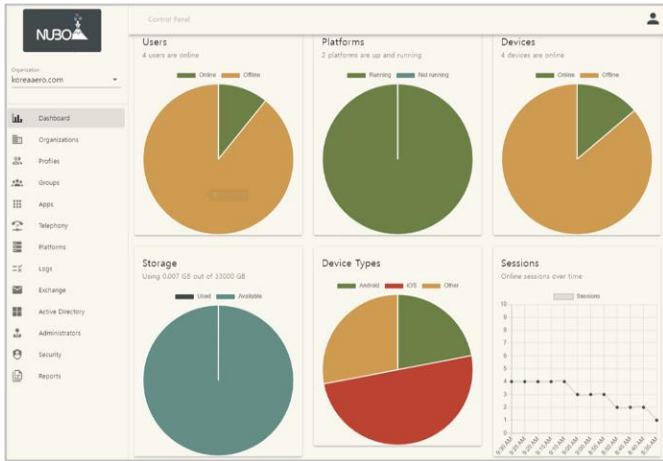 NUBO
Control Panel
Organization
koreaaero.com
Dashboard
Organizations
Profiles
Groups
Apps
Telephony
Platforms
Logs
Exchange
Active Directory
Administrators
Security
Reports
Users
4 users are online
Online Offline
Platforms
2 platforms are up and running
Running Not running
Devices
4 devices are online
Online Offline
Storage
Using 0.007 GB out of 33000 GB
Used Available
Device Types
Android iOS Other
Sessions
Online sessions over time
Sessions
10
9
8
7
6
5
4
3
2
1
0